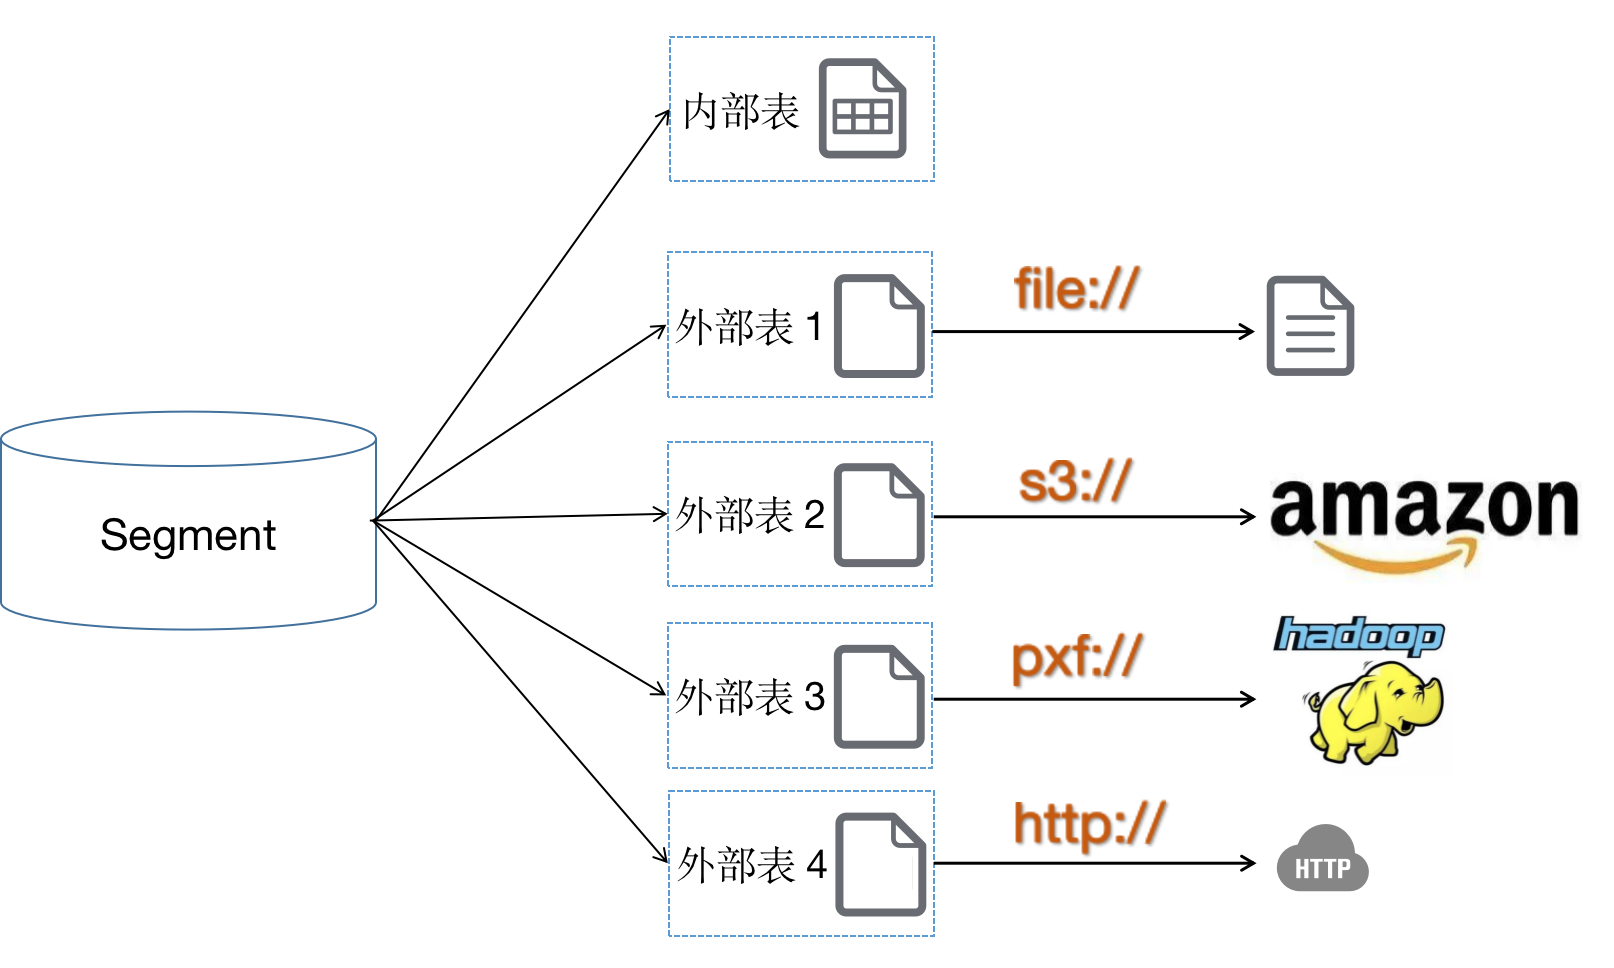 内部表
外部表 1
file://
Segment
外部表 2
s3://
amazon
hadoop
外部表 3
pxf://
外部表 4
http://
HTTP